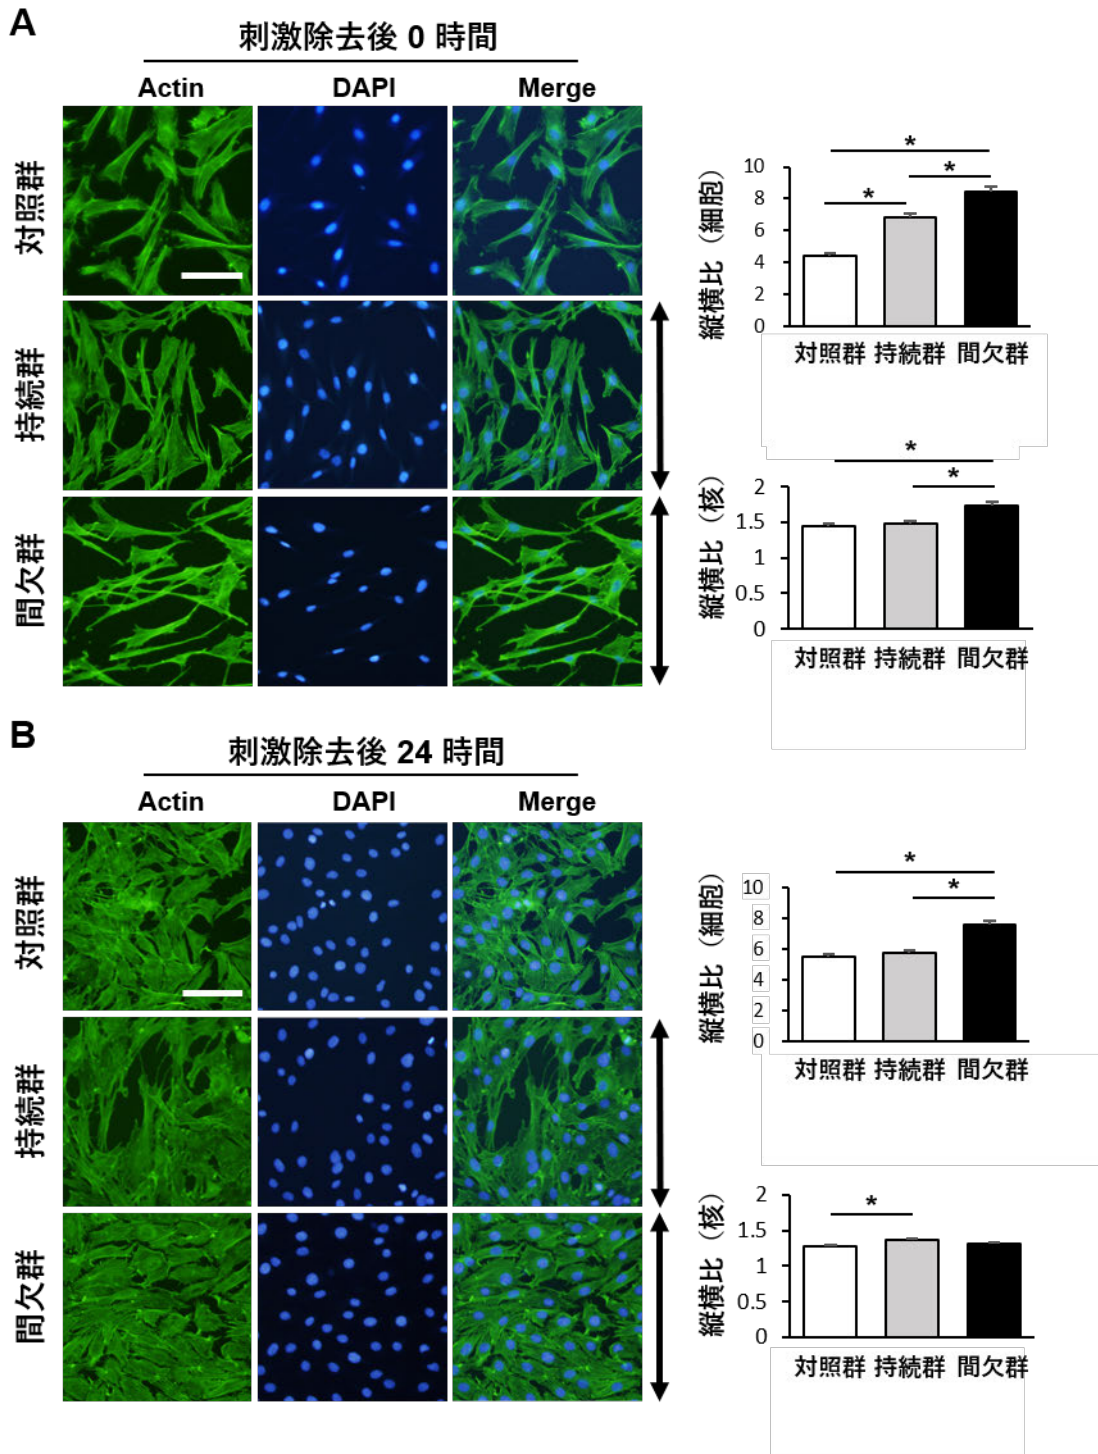 A
刺激除去後 0 時間
Actin DAPI Merge
対照群
持続群
間欠群
縦横比（細胞）
10
8
6
4
2
0
* * *
対照群 持続群 間欠群
縦横比（核）
2
1.5
1
0.5
0
* *
対照群 持続群 間欠群
B
刺激除去後 24 時間
Actin DAPI Merge
対照群
持続群
間欠群
縦横比（細胞）
10
8
6
4
2
0
* *
対照群 持続群 間欠群
縦横比（核）
2
1.5
1
0.5
0
*
対照群 持続群 間欠群